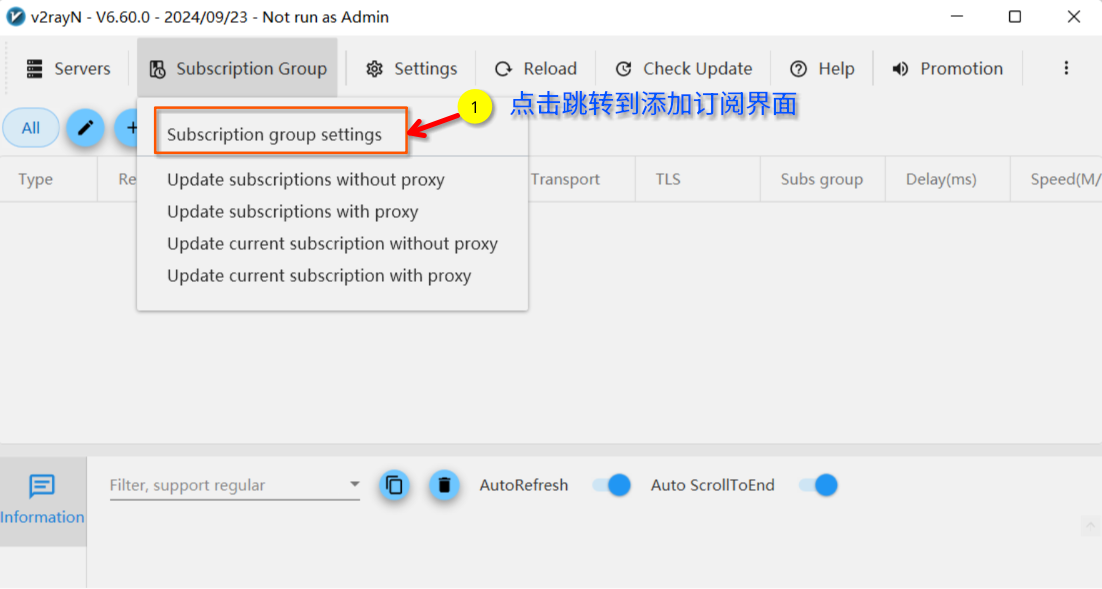 v2rayN - V6.60.0 - 2024/09/23 - Not run as Admin
Servers
Subscription Group
Settings
Reload
Check Update
Help
Promotion
All
1
点击跳转到添加订阅界面
Subscription group settings
Update subscriptions without proxy
Update subscriptions with proxy
Update current subscription without proxy
Update current subscription with proxy
Type
Re
Transport
TLS
Subs group
Delay(ms)
Speed(M/
Information
Filter, support regular
AutoRefresh
Auto ScrollToEnd